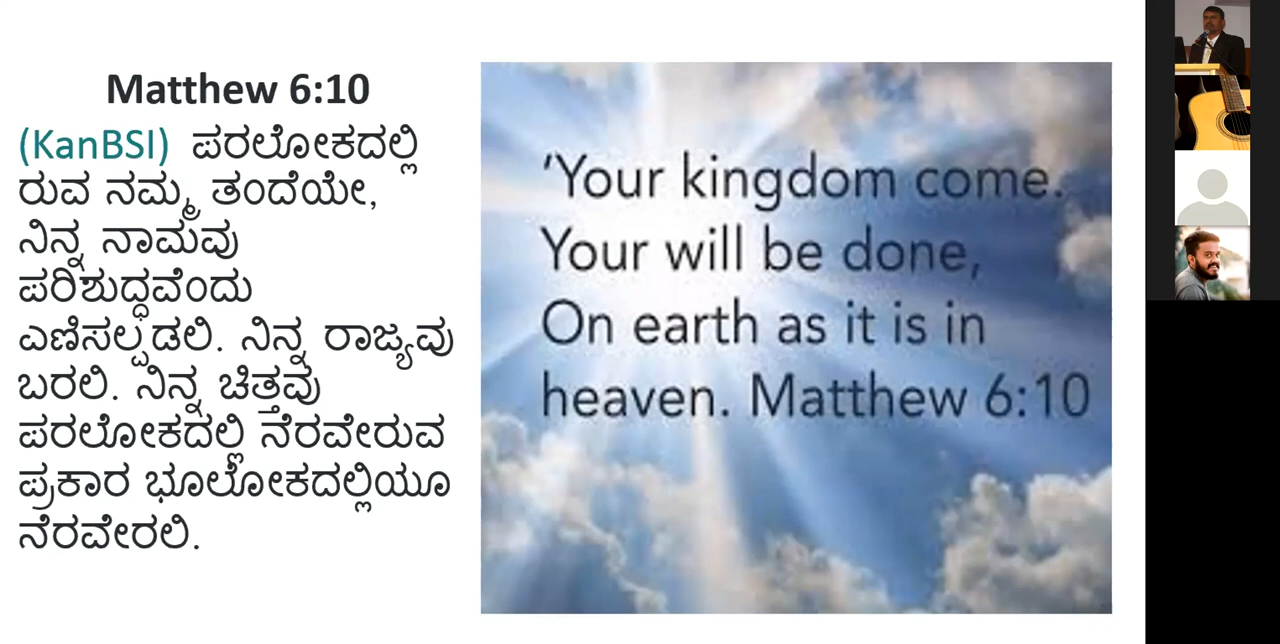 Matthew 6:10
(KanBSI) ಪರಲೋಕದಲ್ಲಿ
ರುವ ನಮ್ಮ ತಂದೆಯೇ,
ನಿನ್ನ ನಾಮವು
ಪರಿಶುದ್ಧವೆಂದು
ಎಣಿಸಲ್ಪಡಲಿ. ನಿನ್ನ ರಾಜ್ಯವು
ಬರಲಿ. ನಿನ್ನ ಚಿತ್ತವು
ಪರಲೋಕದಲ್ಲಿ ನೆರವೇರುವ
ಪ್ರಕಾರ ಭೂಲೋಕದಲ್ಲಿಯೂ
ನೆರವೇರಲಿ.
‘Your kingdom come.
Your will be done,
On earth as it is in
heaven. Matthew 6:10